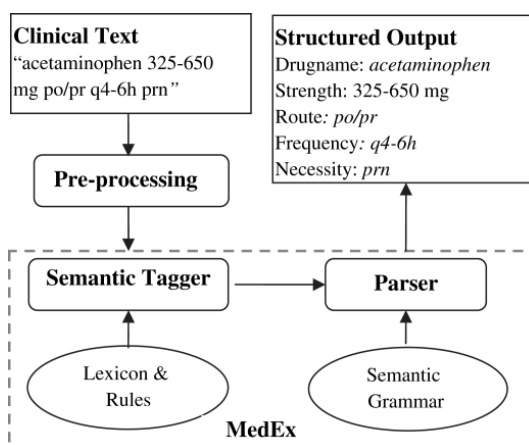 Clinical Text
“acetaminophen 325-650
mg po/pr q4-6h prn”
Structured Output
Drugname: acetaminophen
Strength: 325-650 mg
Route: po/pr
Frequency: q4-6h
Necessity: prn
Pre-processing
Semantic Tagger
Parser
Lexicon &
Rules
Semantic
Grammar
MedEx